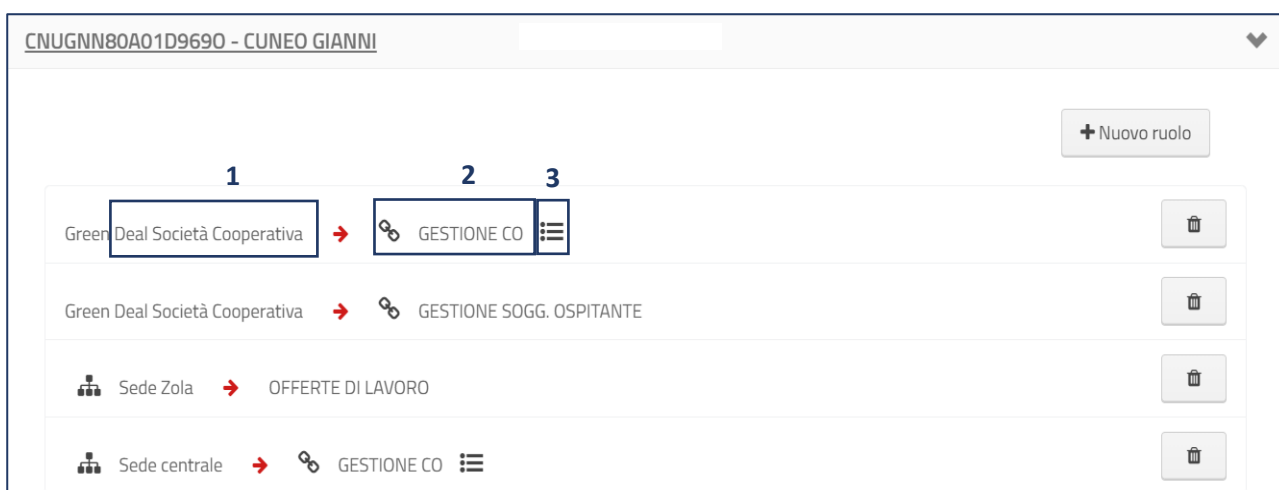 CNUGNN80A01D969O - CUNEO GIANNI
Nuovo ruolo
1 2 3
Green Deal Società Cooperativa GESTIONE CO
Green Deal Società Cooperativa GESTIONE SOGG. OSPITANTE
Sede Zola OFFERTE DI LAVORO
Sede centrale GESTIONE CO